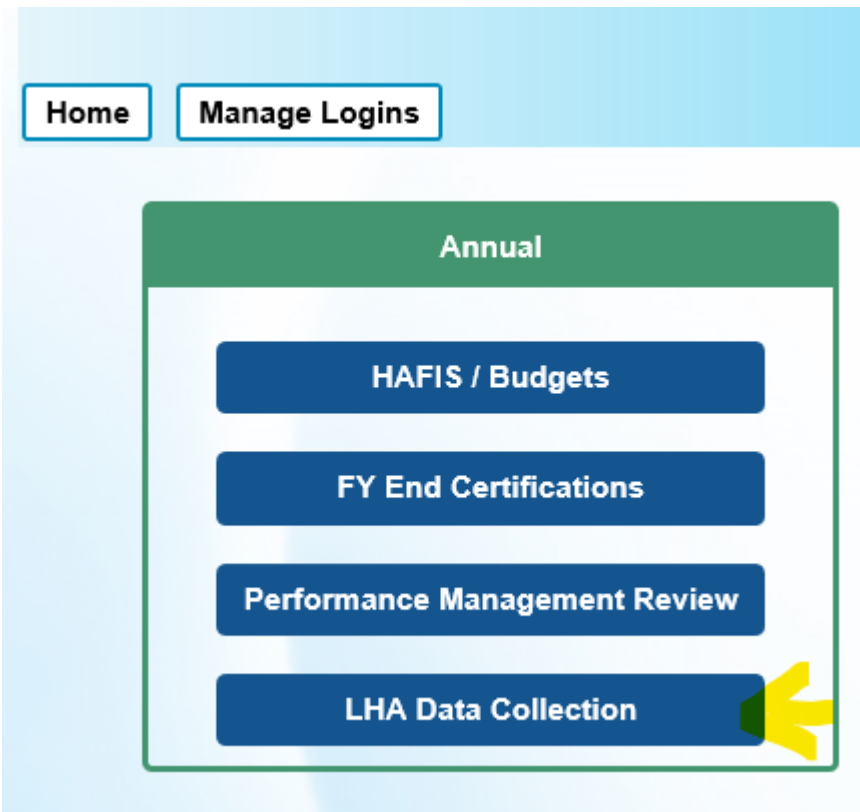 Home Manage Logins
Annual
HAFIS / Budgets
FY End Certifications
Performance Management Review
LHA Data Collection